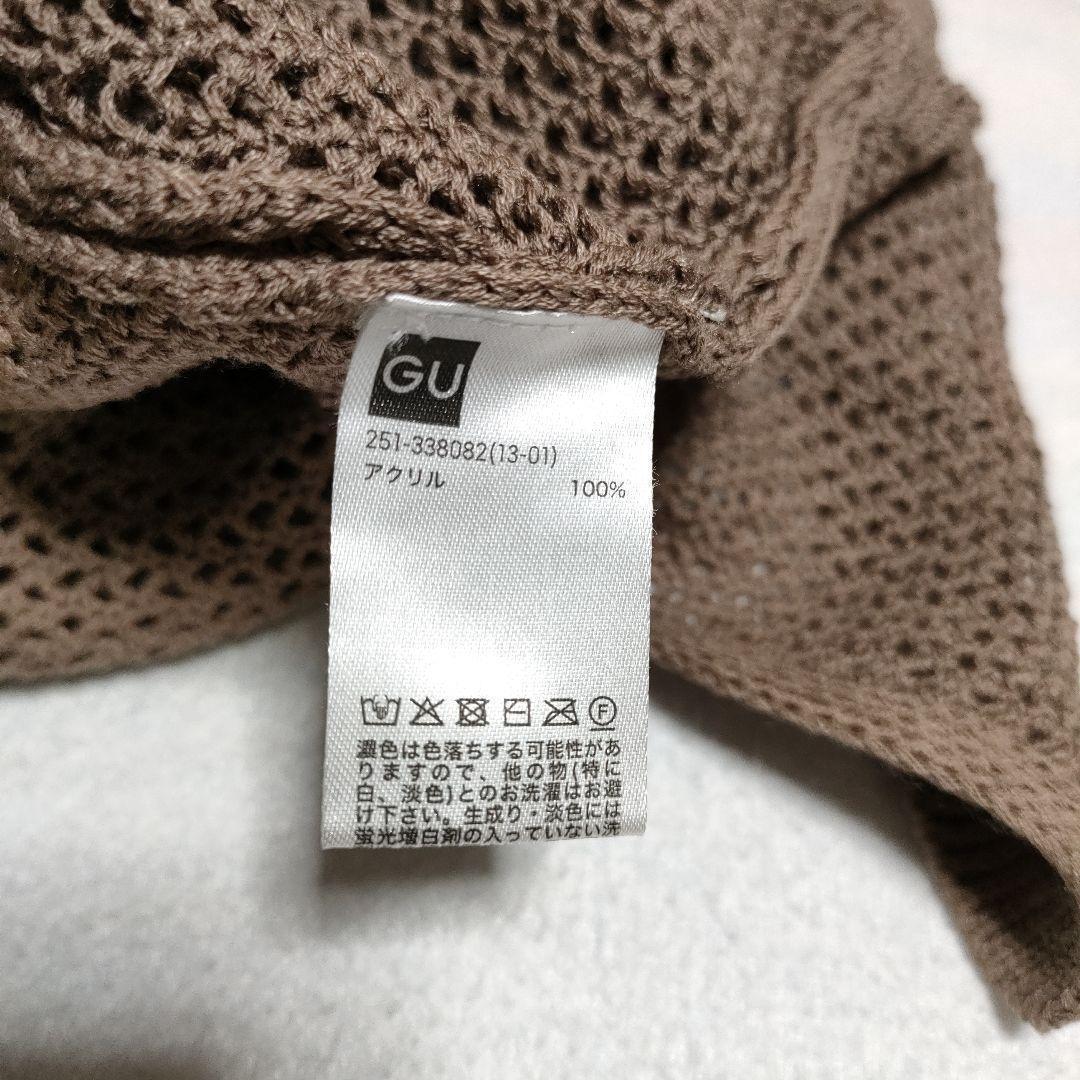 GU
251-338082(13-01)
アクリル 100%
F
濃色は色落ちする可能性があ
りますので、他の物(特に
白、淡色)とのお洗濯はお避
け下さい。生成り・淡色には
蛍光増白剤の入っていない洗